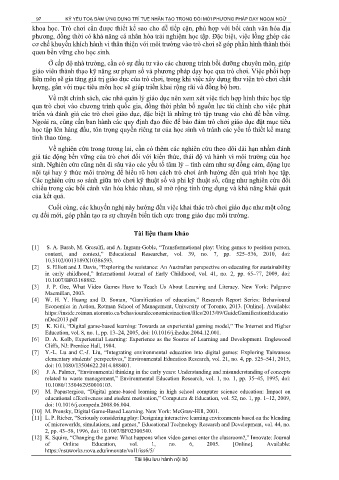 97 KỶ YẾU TỌA ĐÀM ỨNG DỤNG TRÍ TUỆ NHÂN TẠO TRONG ĐỔI MỚI PHƯƠNG PHÁP DẠY NGOẠI NGỮ
khoa học. Trò chơi cần được thiết kế sao cho dễ tiếp cận, phù hợp với bối cảnh văn hóa địa
phương, đồng thời có khả năng cá nhân hóa trải nghiệm học tập. Đặc biệt, việc lồng ghép các
cơ chế khuyến khích hành vi thân thiện với môi trường vào trò chơi sẽ góp phần hình thành thói
quen bền vững cho học sinh.
Ở cấp độ nhà trường, cần có sự đầu tư vào các chương trình bồi dưỡng chuyên môn, giúp
giáo viên thành thạo kỹ năng sư phạm số và phương pháp dạy học qua trò chơi. Việc phối hợp
liên môn sẽ gia tăng giá trị giáo dục của trò chơi, trong khi việc xây dựng thư viện trò chơi chất
lượng, gắn với mục tiêu môn học sẽ giúp triển khai rộng rãi và đồng bộ hơn.
Về mặt chính sách, các nhà quản lý giáo dục nên xem xét việc tích hợp hình thức học tập
qua trò chơi vào chương trình quốc gia, đồng thời phân bổ nguồn lực tài chính cho việc phát
triển và đánh giá các trò chơi giáo dục, đặc biệt là những trò tập trung vào chủ đề bền vững.
Ngoài ra, cũng cần ban hành các quy định đạo đức để bảo đảm trò chơi giáo dục đặt mục tiêu
học tập lên hàng đầu, tôn trọng quyền riêng tư của học sinh và tránh các yếu tố thiết kế mang
tính thao túng.
Về nghiên cứu trong tương lai, cần có thêm các nghiên cứu theo dõi dài hạn nhằm đánh
giá tác động bền vững của trò chơi đối với kiến thức, thái độ và hành vi môi trường của học
sinh. Nghiên cứu cũng nên đi sâu vào các yếu tố tâm lý – tình cảm như sự đồng cảm, động lực
nội tại hay ý thức môi trường để hiểu rõ hơn cách trò chơi ảnh hưởng đến quá trình học tập.
Các nghiên cứu so sánh giữa trò chơi kỹ thuật số và phi kỹ thuật số, cũng như nghiên cứu đối
chiếu trong các bối cảnh văn hóa khác nhau, sẽ mở rộng tính ứng dụng và khả năng khái quát
của kết quả.
Cuối cùng, các khuyến nghị này hướng đến việc khai thác trò chơi giáo dục như một công
cụ đổi mới, góp phần tạo ra sự chuyển biến tích cực trong giáo dục môi trường.
Tài liệu tham khảo
[1] S. A. Barab, M. Gresalfi, and A. Ingram-Goble, "Transformational play: Using games to position person,
content, and context," Educational Researcher, vol. 39, no. 7, pp. 525–536, 2010, doi:
10.3102/0013189X10386593.
[2] S. Elliott and J. Davis, "Exploring the resistance: An Australian perspective on educating for sustainability
in early childhood," International Journal of Early Childhood, vol. 41, no. 2, pp. 65–77, 2009, doi:
10.1007/BF03168882.
[3] J. P. Gee, What Video Games Have to Teach Us About Learning and Literacy. New York: Palgrave
Macmillan, 2003.
[4] W. H. Y. Huang and D. Soman, "Gamification of education," Research Report Series: Behavioural
Economics in Action, Rotman School of Management, University of Toronto, 2013. [Online]. Available:
https://inside.rotman.utoronto.ca/behaviouraleconomicsinaction/files/2013/09/GuideGamificationEducatio
nDec2013.pdf
[5] K. Kiili, "Digital game-based learning: Towards an experiential gaming model," The Internet and Higher
Education, vol. 8, no. 1, pp. 13–24, 2005, doi: 10.1016/j.iheduc.2004.12.001.
[6] D. A. Kolb, Experiential Learning: Experience as the Source of Learning and Development. Englewood
Cliffs, NJ: Prentice Hall, 1984.
[7] Y.-L. Lu and C.-J. Liu, "Integrating environmental education into digital games: Exploring Taiwanese
elementary students' perspectives," Environmental Education Research, vol. 21, no. 4, pp. 525–541, 2015,
doi: 10.1080/13504622.2014.898401.
[8] J. A. Palmer, "Environmental thinking in the early years: Understanding and misunderstanding of concepts
related to waste management," Environmental Education Research, vol. 1, no. 1, pp. 35–45, 1995, doi:
10.1080/1350462950010103.
[9] M. Papastergiou, "Digital game-based learning in high school computer science education: Impact on
educational effectiveness and student motivation," Computers & Education, vol. 52, no. 1, pp. 1–12, 2009,
doi: 10.1016/j.compedu.2008.06.004.
[10] M. Prensky, Digital Game-Based Learning. New York: McGraw-Hill, 2001.
[11] L. P. Rieber, "Seriously considering play: Designing interactive learning environments based on the blending
of microworlds, simulations, and games," Educational Technology Research and Development, vol. 44, no.
2, pp. 43–58, 1996, doi: 10.1007/BF02300540.
[12] K. Squire, "Changing the game: What happens when video games enter the classroom?," Innovate: Journal
of Online Education, vol. 1, no. 6, 2005. [Online]. Available:
https://nsuworks.nova.edu/innovate/vol1/iss6/5/
Tài liệu lưu hành nội bộ